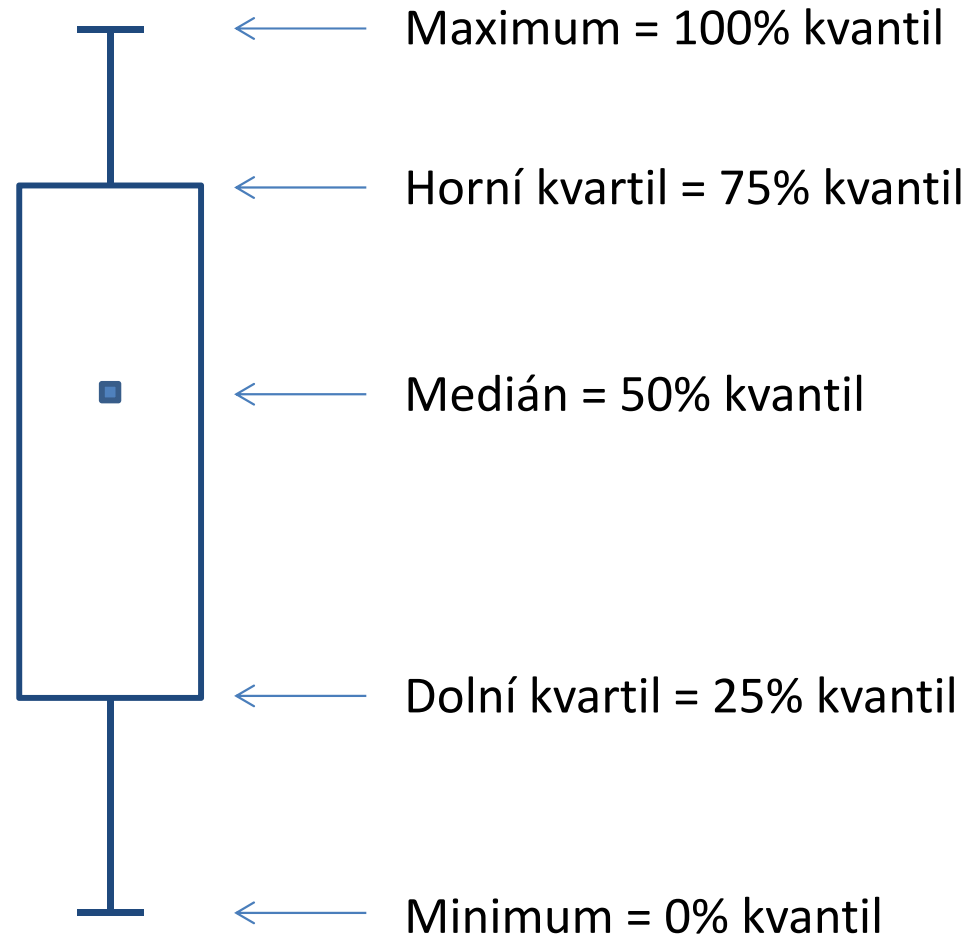 Maximum = 100% kvantil
Horní kvartil = 75% kvantil
Medián = 50% kvantil
Dolní kvartil = 25% kvantil
Minimum = 0% kvantil